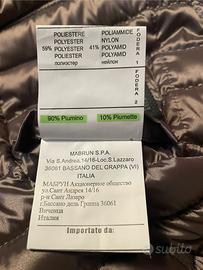 POLIESTERE POLIAMMIDE
POLYESTER NYLON
59% POLYESTER 41% POLYAMID
POLYESTER POLYAMID
полиэстер нейлон
FODERA 1
FODERA 2
90% Piumino 10% Piumette
MABRUN S.P.A.
Via S.Andrea,14/16-Loc.S.Lazzaro
36061 BASSANO DEL GRAPPA (VI)
ITALIA
МАБРУН Акционерное общество
ул. Сант Андреа 14/16
р-к Сант Лазаро
г. Бассано дель Граппа 36061
Виченца
Италия
Importato da:
subito